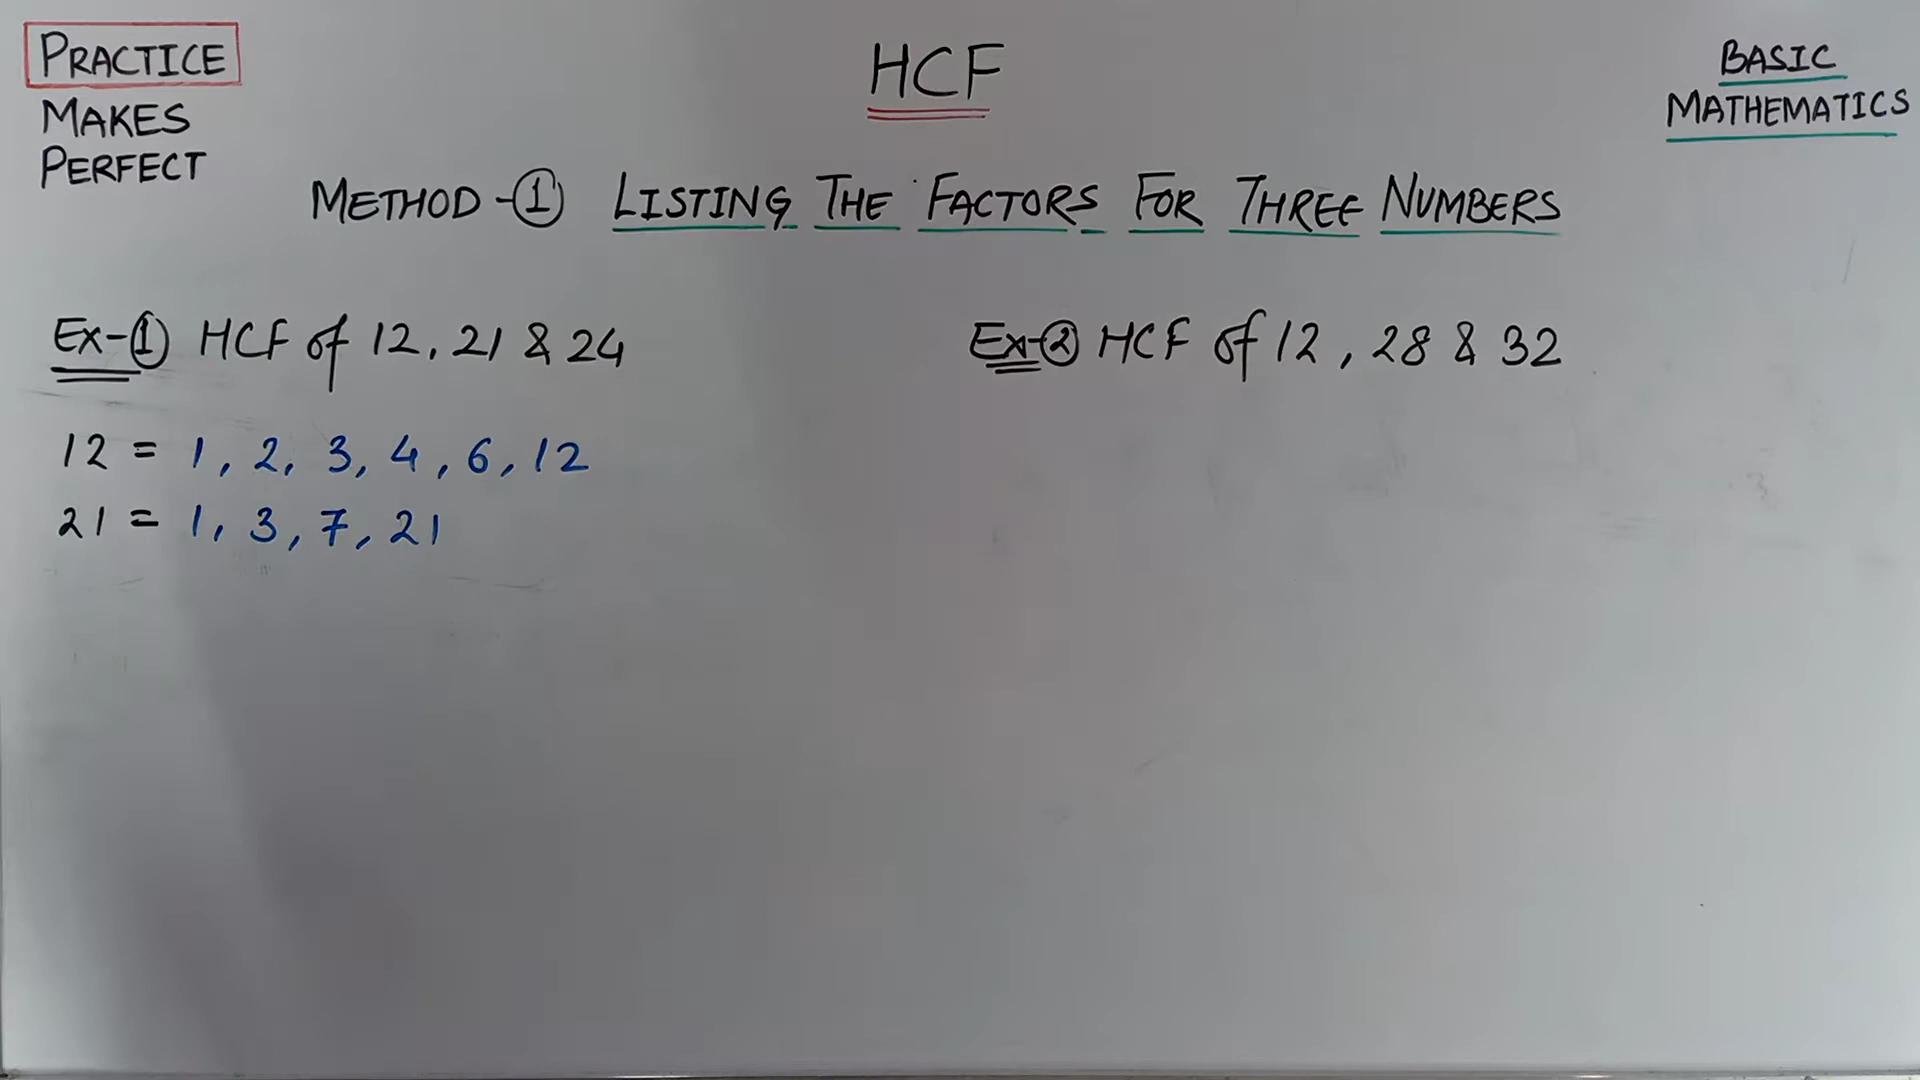 PRACTICE
MAKES
PERFECT
HCF
BASIC
MATHEMATICS
METHOD-① LISTING THE FACTORS FOR THREE NUMBERS
Ex-① HCF of 12, 21 & 24
12 = 1, 2, 3, 4, 6, 12
21 = 1, 3, 7, 21
Ex-② HCF of 12, 28 & 32